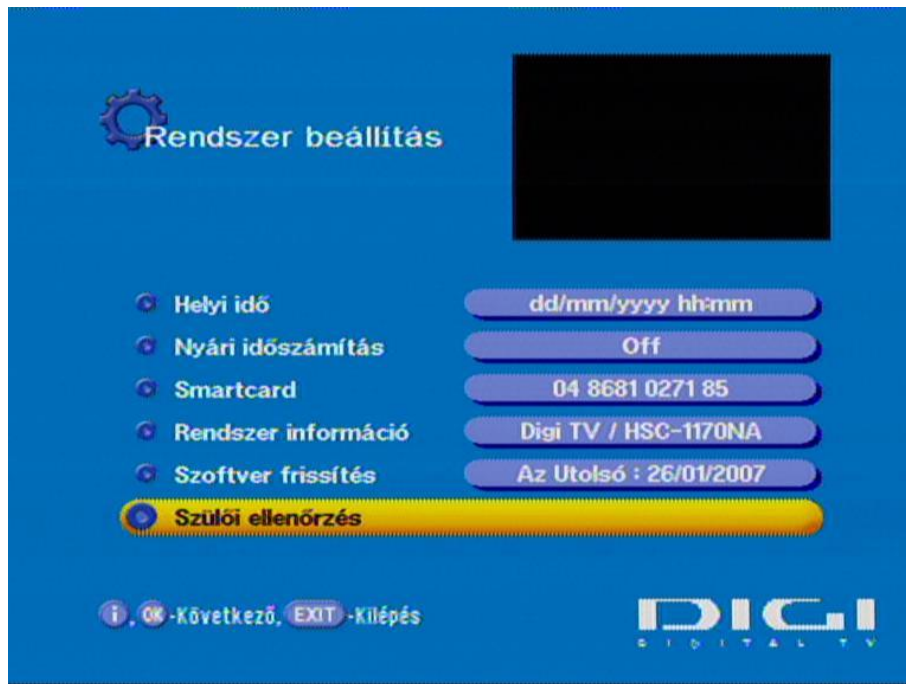 Rendszer beállítás
Helyi idő dd/mm/yyyy hh:mm
Nyári időszámítás Off
Smartcard 04 8681 0271 85
Rendszer információ Digi TV / HSC-1170NA
Szoftver frissítés Az Utolsó : 26/01/2007
Szülői ellenőrzés
i, OK -Következő, EXIT -Kilépés
DIGI
DIGITAL TV